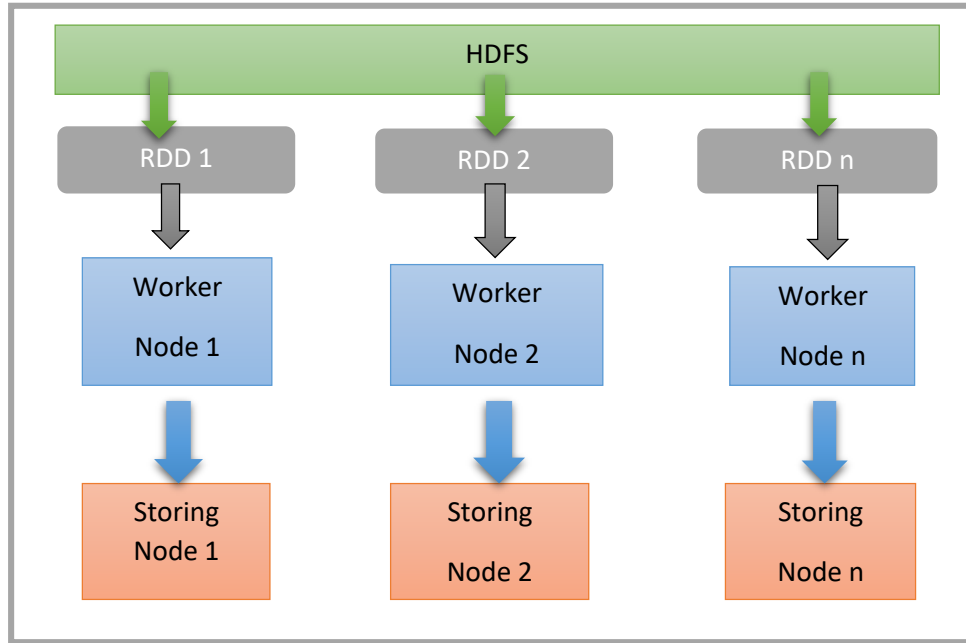 HDFS
RDD 1
RDD 2
RDD n
Worker
Node 1
Worker
Node 2
Worker
Node n
Storing
Node 1
Storing
Node 2
Storing
Node n